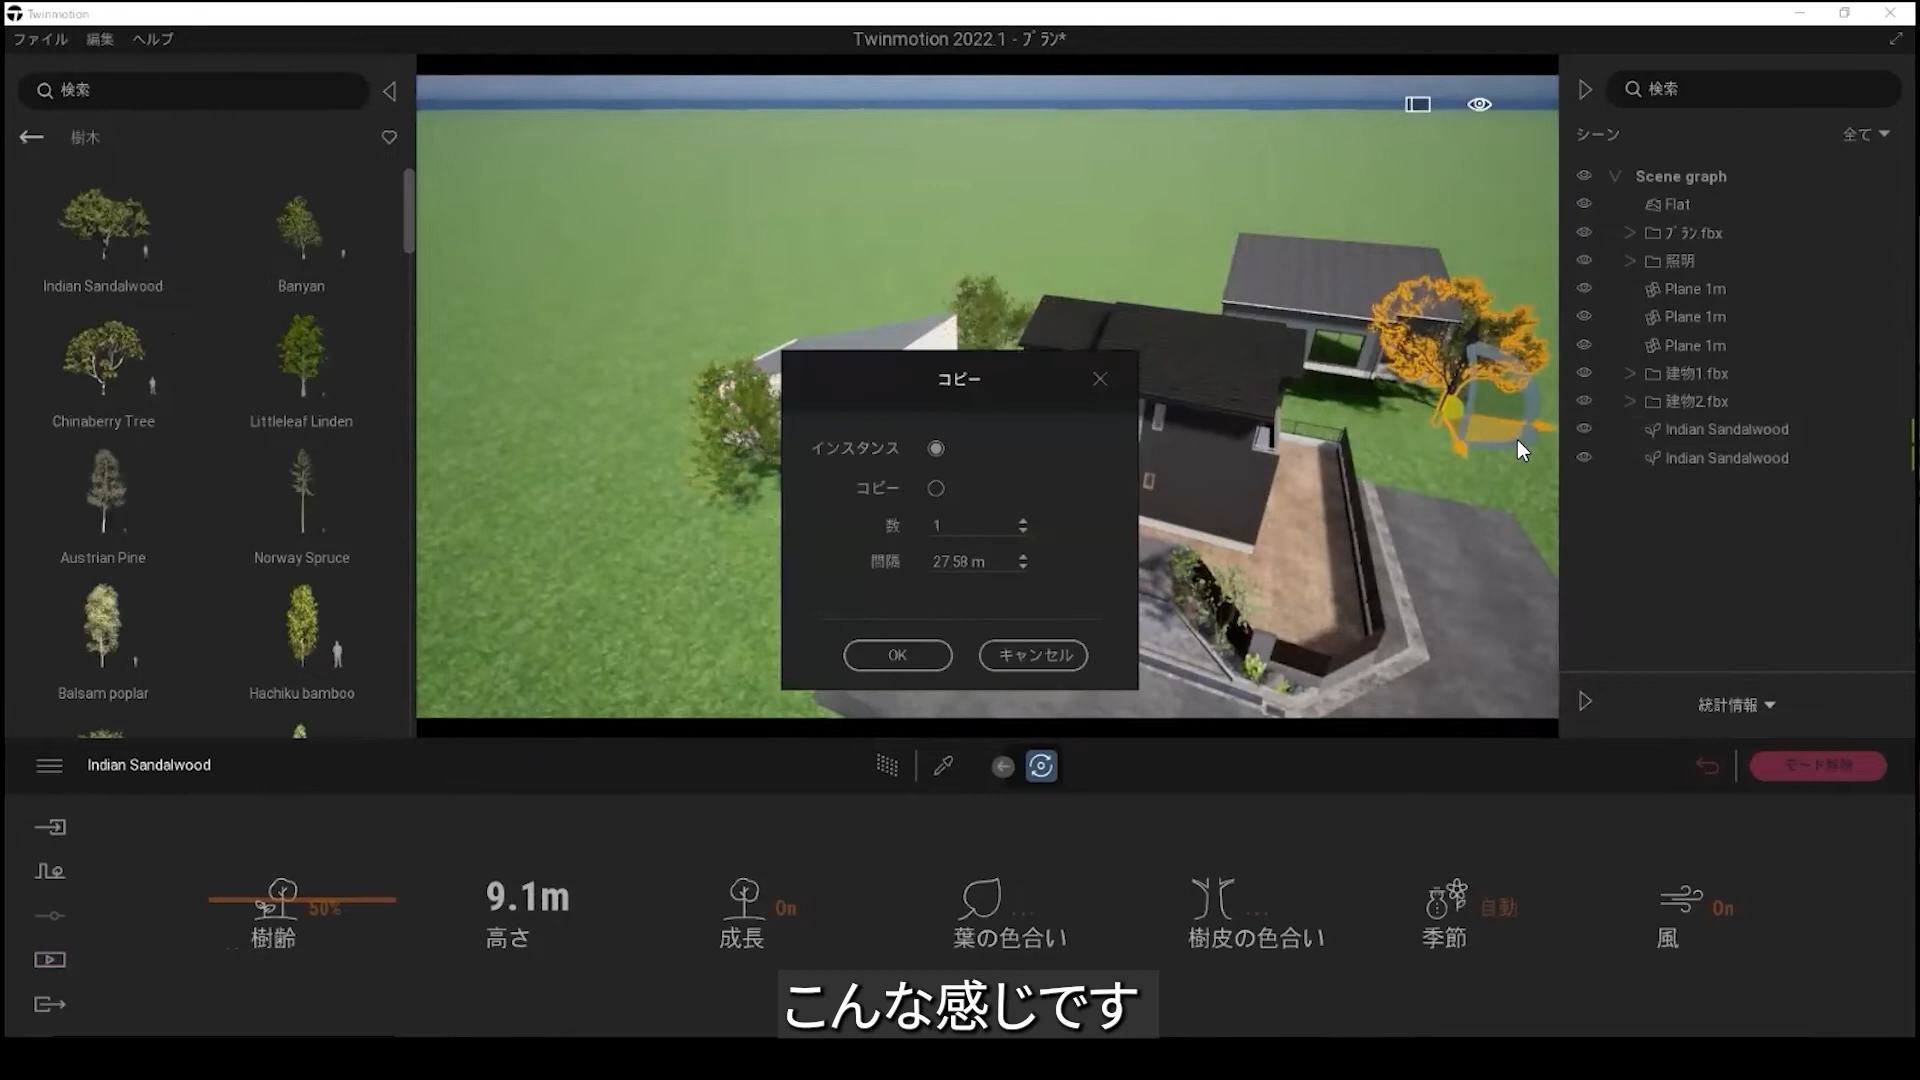 Twinmotion
ファイル 編集 ヘルプ
Twinmotion 2022.1 - プラン*
検索
樹木
Indian Sandalwood
Banyan
Chinaberry Tree
Littleleaf Linden
Austrian Pine
Norway Spruce
Balsam poplar
Hachiku bamboo
コピー
インスタンス
コピー
数 1
間隔 27.58 m
OK
キャンセル
検索
シーン
全て
Scene graph
Flat
プラン.fbx
照明
Plane 1m
Plane 1m
Plane 1m
建物1.fbx
建物2.fbx
Indian Sandalwood
Indian Sandalwood
統計情報
Indian Sandalwood
モード解除
50%
樹齢
9.1m
高さ
On
成長
...
葉の色合い
...
樹皮の色合い
自動
季節
On
風
こんな感じです